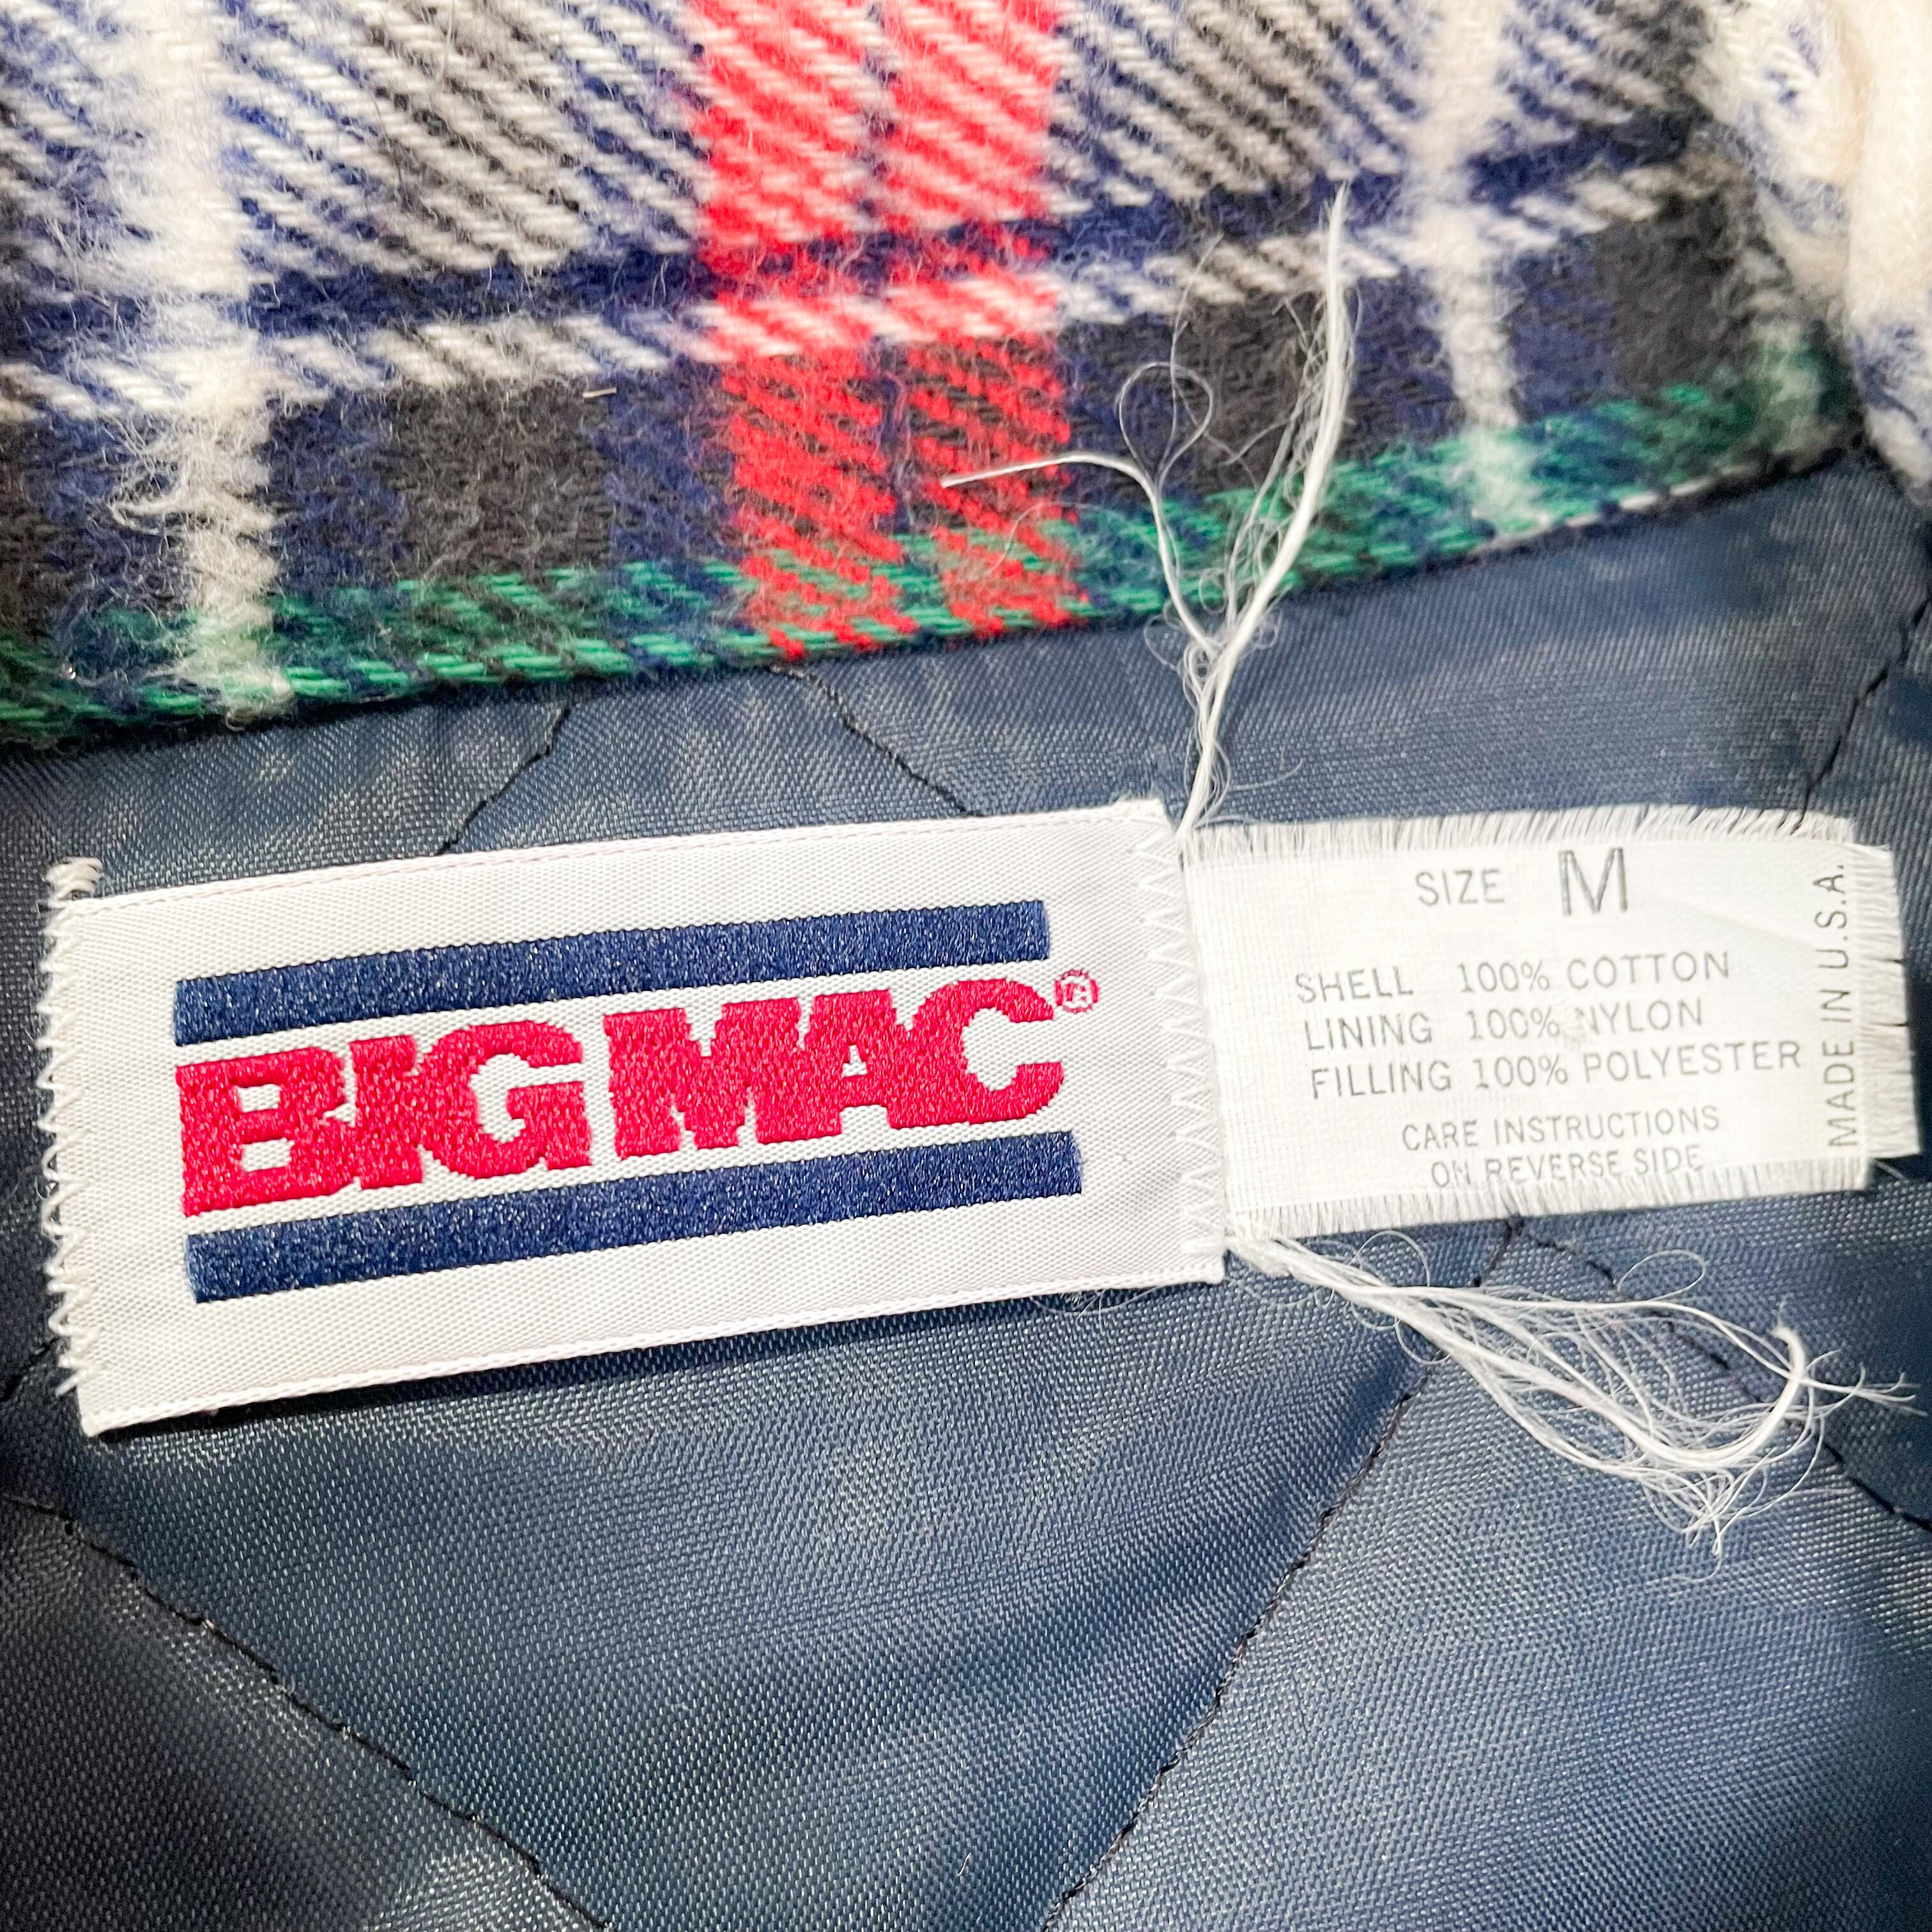 BIG MAC®
SIZE M
SHELL 100% COTTON
LINING 100% NYLON
FILLING 100% POLYESTER
CARE INSTRUCTIONS
ON REVERSE SIDE
MADE IN U.S.A.